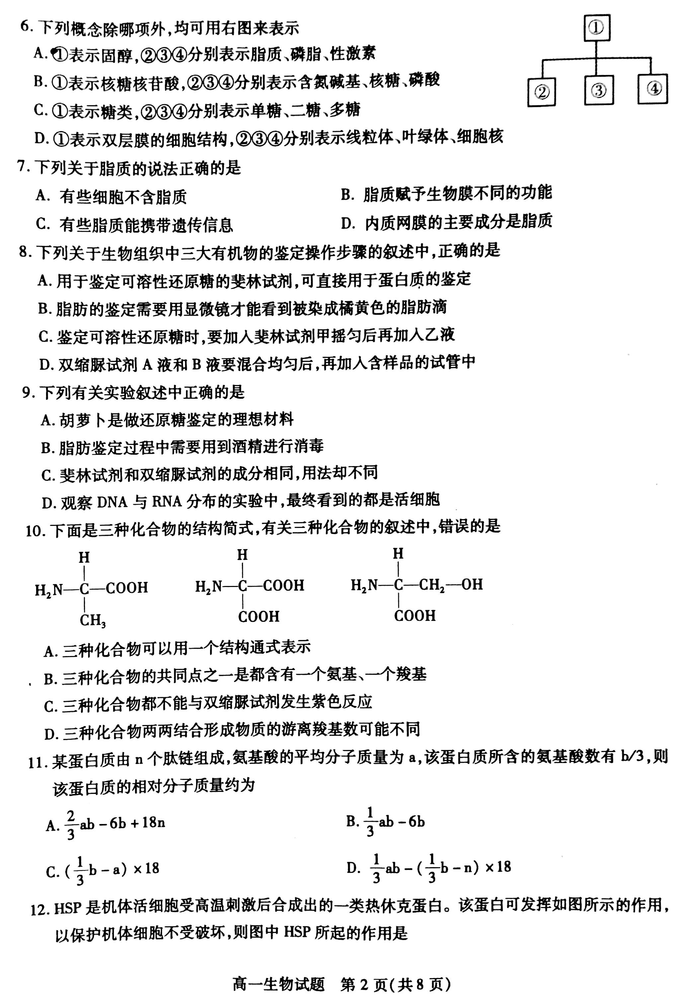 6. 下列概念除哪项外,均可用右图来表示
①
② ③ ④
A. ①表示固醇,②③④分别表示脂质、磷脂、性激素
B. ①表示核糖核苷酸,②③④分别表示含氮碱基、核糖、磷酸
C. ①表示糖类,②③④分别表示单糖、二糖、多糖
D. ①表示双层膜的细胞结构,②③④分别表示线粒体、叶绿体、细胞核
7. 下列关于脂质的说法正确的是
A. 有些细胞不含脂质 B. 脂质赋予生物膜不同的功能
C. 有些脂质能携带遗传信息 D. 内质网膜的主要成分是脂质
8. 下列关于生物组织中三大有机物的鉴定操作步骤的叙述中,正确的是
A. 用于鉴定可溶性还原糖的斐林试剂,可直接用于蛋白质的鉴定
B. 脂肪的鉴定需要用显微镜才能看到被染成橘黄色的脂肪滴
C. 鉴定可溶性还原糖时,要加入斐林试剂甲摇匀后再加入乙液
D. 双缩脲试剂 A 液和 B 液要混合均匀后,再加入含样品的试管中
9. 下列有关实验叙述中正确的是
A. 胡萝卜是做还原糖鉴定的理想材料
B. 脂肪鉴定过程中需要用到酒精进行消毒
C. 斐林试剂和双缩脲试剂的成分相同,用法却不同
D. 观察 DNA 与 RNA 分布的实验中,最终看到的都是活细胞
10. 下面是三种化合物的结构简式,有关三种化合物的叙述中,错误的是
H H H
H₂N—C—COOH H₂N—C—COOH H₂N—C—CH₂—OH
CH₃ COOH COOH
A. 三种化合物可以用一个结构通式表示
B. 三种化合物的共同点之一是都含有一个氨基、一个羧基
C. 三种化合物都不能与双缩脲试剂发生紫色反应
D. 三种化合物两两结合形成物质的游离羧基数可能不同
11. 某蛋白质由 n 个肽链组成,氨基酸的平均分子质量为 a,该蛋白质所含的氨基酸数有 b/3,则
该蛋白质的相对分子质量约为
A. 2/3 ab - 6b + 18n B. 1/3 ab - 6b
C. (1/3 b - a) × 18 D. 1/3 ab - (1/3 b - n) × 18
12. HSP 是机体活细胞受高温刺激后合成出的一类热休克蛋白。该蛋白可发挥如图所示的作用,
以保护机体细胞不受破坏,则图中 HSP 所起的作用是
高一生物试题 第 2 页(共 8 页)